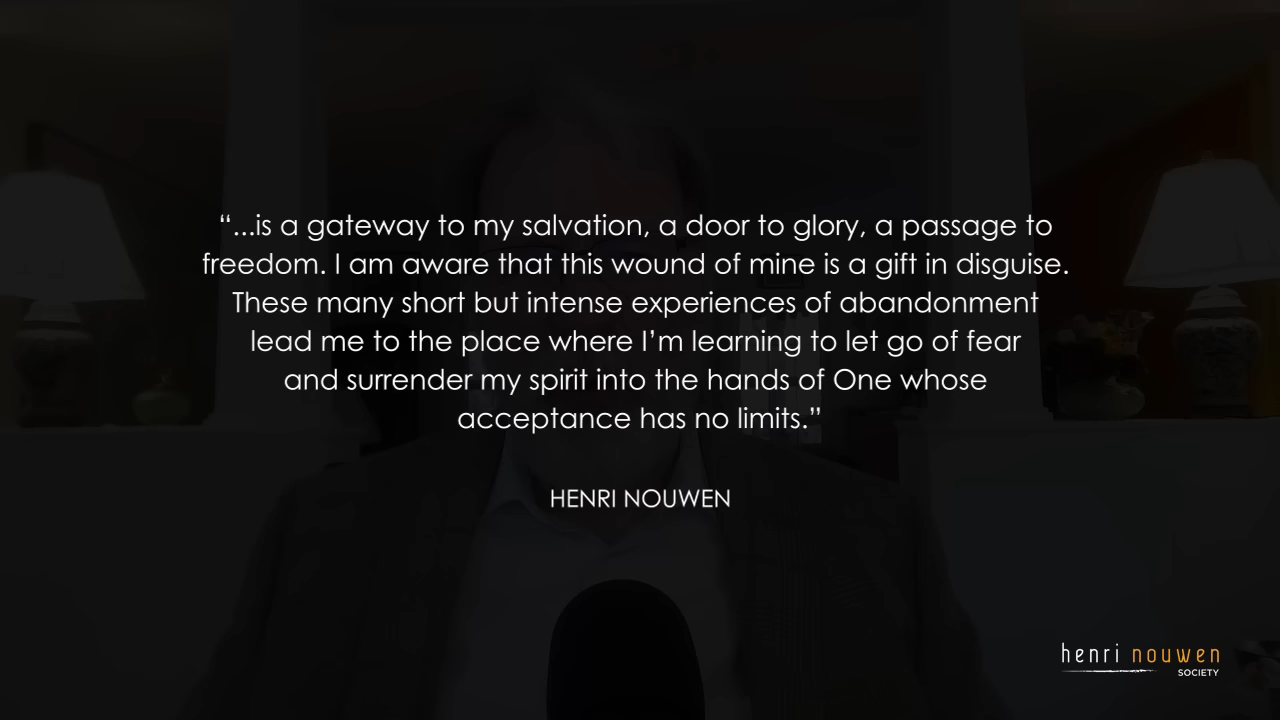 “...is a gateway to my salvation, a door to glory, a passage to
freedom. I am aware that this wound of mine is a gift in disguise.
These many short but intense experiences of abandonment
lead me to the place where I’m learning to let go of fear
and surrender my spirit into the hands of One whose
acceptance has no limits.”
HENRI NOUWEN
henri nouwen
SOCIETY